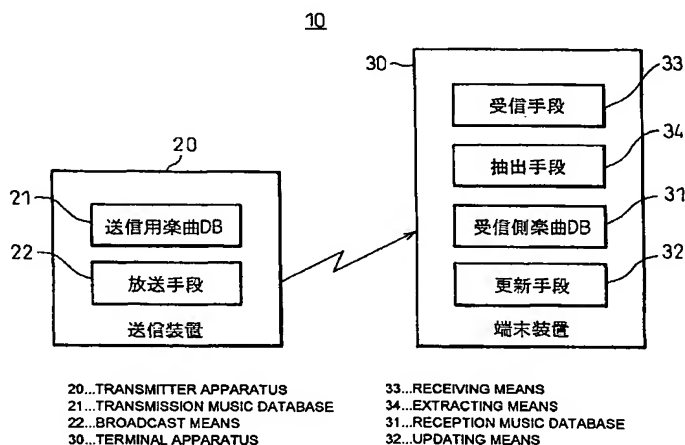 10
30
33
受信手段
34
抽出手段
20
21
送信用楽曲DB
31
受信側楽曲DB
22
放送手段
32
更新手段
送信装置
端末装置
20...TRANSMITTER APPARATUS
21...TRANSMISSION MUSIC DATABASE
22...BROADCAST MEANS
30...TERMINAL APPARATUS
33...RECEIVING MEANS
34...EXTRACTING MEANS
31...RECEPTION MUSIC DATABASE
32...UPDATING MEANS